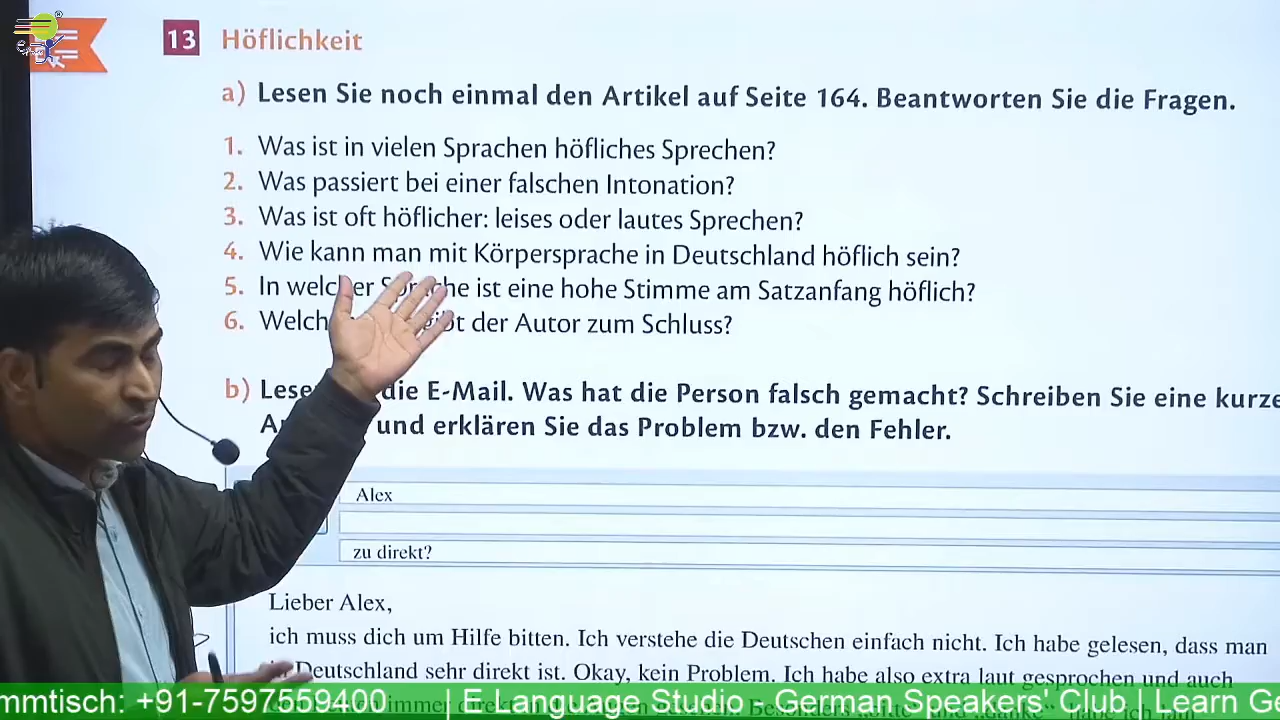 13 Höflichkeit
a) Lesen Sie noch einmal den Artikel auf Seite 164. Beantworten Sie die Fragen.
1. Was ist in vielen Sprachen höfliches Sprechen?
2. Was passiert bei einer falschen Intonation?
3. Was ist oft höflicher: leises oder lautes Sprechen?
4. Wie kann man mit Körpersprache in Deutschland höflich sein?
5. In welcher Sprache ist eine hohe Stimme am Satzanfang höflich?
6. der Autor zum Schluss?
b) die E-Mail. Was hat die Person falsch gemacht? Schreiben Sie eine kurze
und erklären Sie das Problem bzw. den Fehler.
Alex
zu direkt?
Lieber Alex,
ich muss dich um Hilfe bitten. Ich verstehe die Deutschen einfach nicht. Ich habe gelesen, dass man
Deutschland sehr direkt ist. Okay, kein Problem. Ich habe also extra laut gesprochen und auch
mmtisch: +91-7597559400 | E Language Studio - German Speakers' Club | Learn Ge